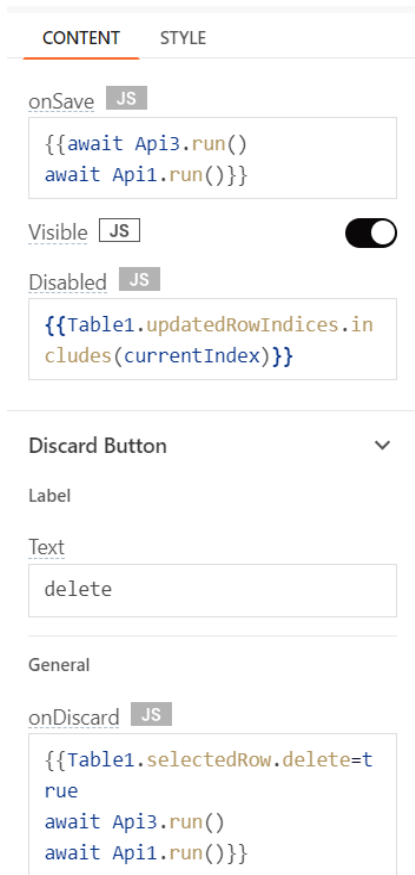 CONTENT STYLE
onSave JS
{{await Api3.run()
await Api1.run()}}
Visible JS
Disabled JS
{{Table1.updatedRowIndices.in
cludes(currentIndex)}}
Discard Button
Label
Text
delete
General
onDiscard JS
{{Table1.selectedRow.delete=t
rue
await Api3.run()
await Api1.run()}}